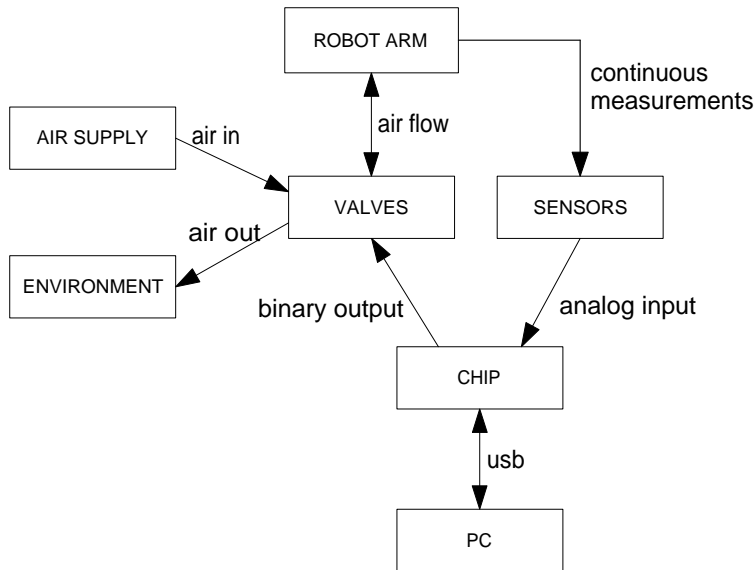 ROBOT ARM
continuous
measurements
AIR SUPPLY
air in
air flow
VALVES
SENSORS
air out
ENVIRONMENT
binary output
analog input
CHIP
usb
PC